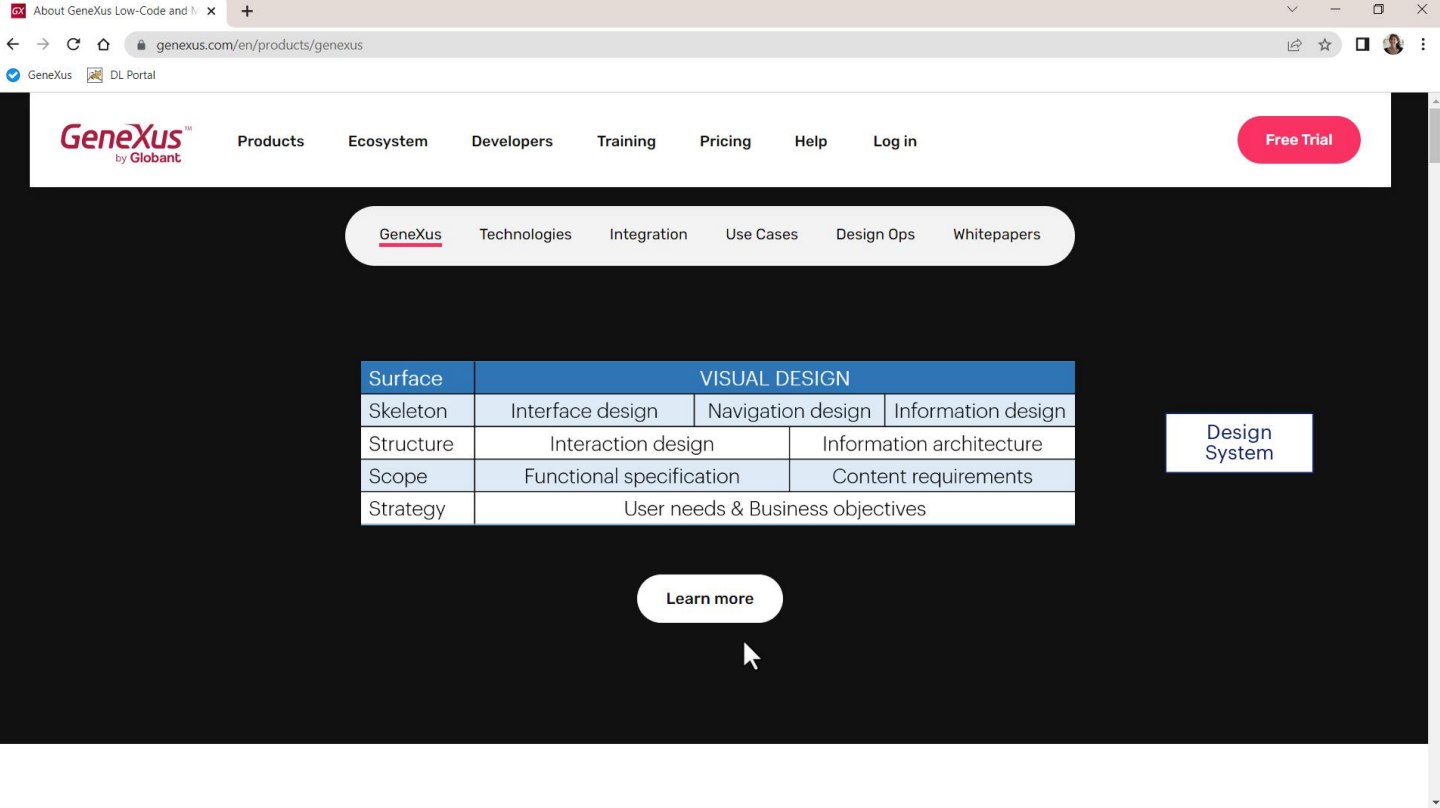 GX About GeneXus Low-Code and
genexus.com/en/products/genexus
GeneXus DL Portal
GeneXus™
by Globant
Products Ecosystem Developers Training Pricing Help Log in Free Trial
GeneXus Technologies Integration Use Cases Design Ops Whitepapers
Surface VISUAL DESIGN
Skeleton Interface design Navigation design Information design
Structure Interaction design Information architecture
Scope Functional specification Content requirements
Strategy User needs & Business objectives
Design
System
Learn more